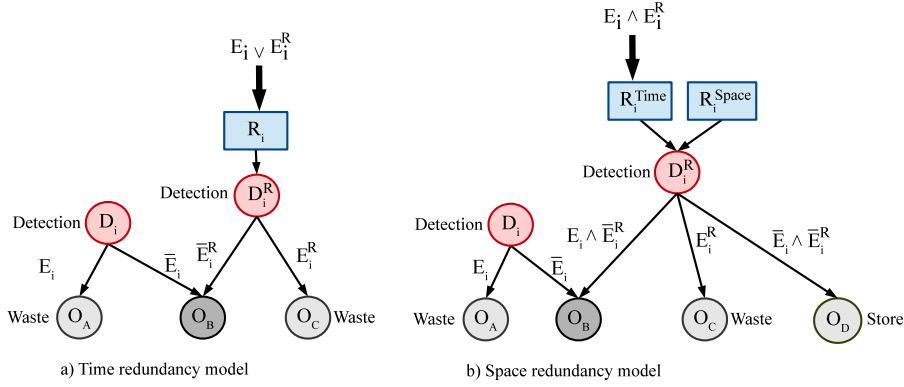 E_i ∨ E_i^R
R_i
Detection D_i^R
Detection D_i
E_i Ē_i Ē_i^R E_i^R
Waste O_A O_B O_C Waste
a) Time redundancy model
E_i ∧ E_i^R
R_i^Time R_i^Space
Detection D_i^R
Detection D_i
E_i Ē_i E_i ∧ Ē_i^R E_i^R Ē_i ∧ Ē_i^R
Waste O_A O_B O_C Waste O_D Store
b) Space redundancy model